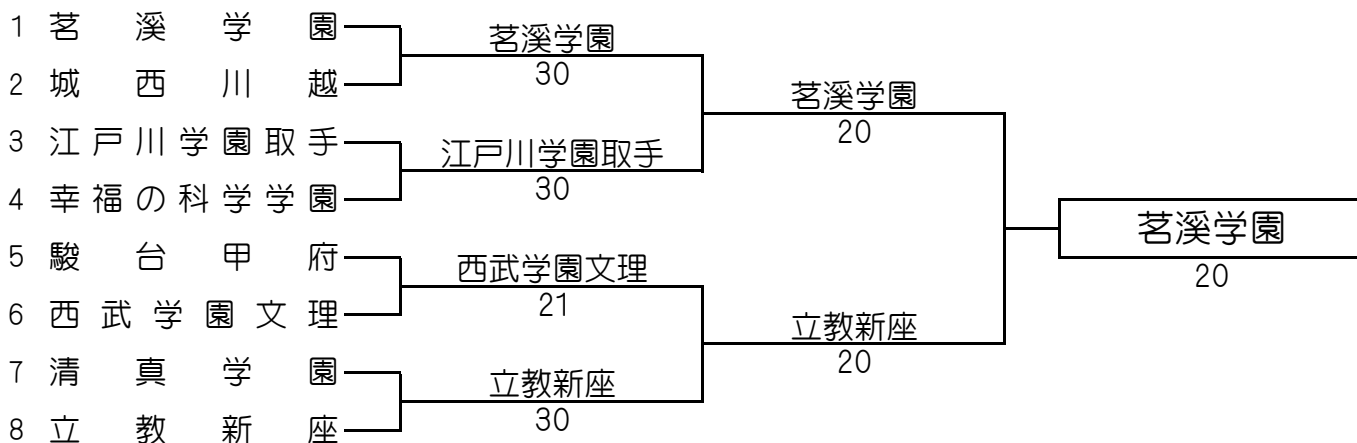 1 茗溪学園
2 城西川越
3 江戸川学園取手
4 幸福の科学学園
5 駿台甲府
6 西武学園文理
7 清真学園
8 立教新座
茗溪学園
30
江戸川学園取手
30
西武学園文理
21
立教新座
30
茗溪学園
20
立教新座
20
茗溪学園
20